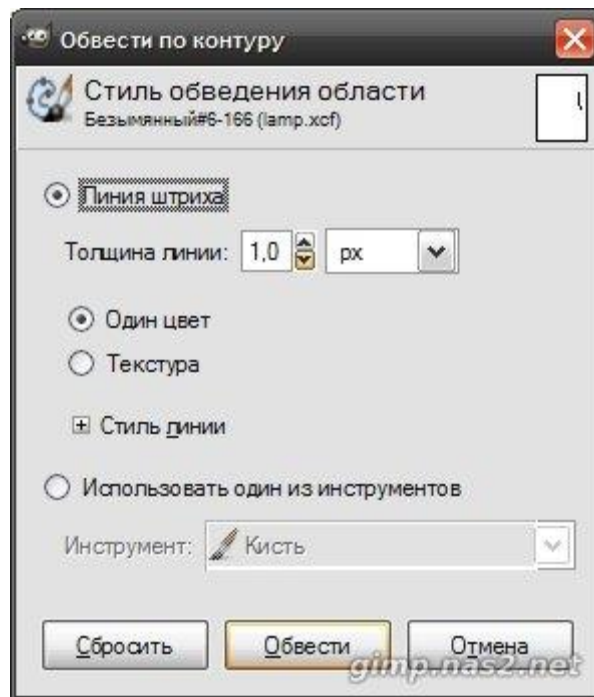 Обвести по контуру
Стиль обведения области
Безымянный#6-166 (lamp.xcf)
Линия штриха
Толщина линии: 1,0 px
Один цвет
Текстура
Стиль линии
Использовать один из инструментов
Инструмент: Кисть
Сбросить Обвести Отмена
gimp.nas2.net